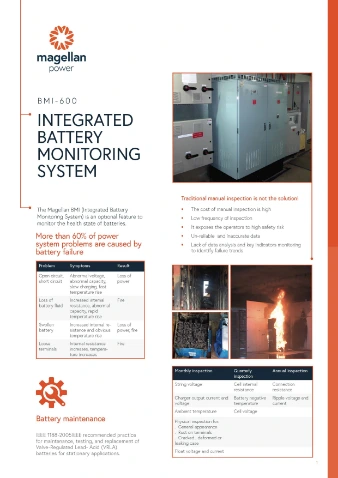 magellan
power
BMI-600
INTEGRATED
BATTERY
MONITORING
SYSTEM
The Magellan BMI (Integrated Battery
Monitoring System) is an optional feature to
monitor the health state of batteries.
More than 60% of power
system problems are caused by
battery failure
Problem Symptoms Result
Open circuit, short circuit Abnormal voltage, abnormal capacity, slow charging, fast temperature rise Loss of power
Loss of battery fluid Increased internal resistance, abnormal capacity, rapid temperature rise Fire
Swollen battery Increased internal resistance and obvious temperature rise Loss of power, fire
Loose terminals Internal resistance increases, temperature increases Fire
Battery maintenance
IEEE 1188-2005 IEEE recommended practice
for maintenance, testing, and replacement of
Valve-Regulated Lead-Acid (VRLA)
batteries for stationary applications.
Traditional manual inspection is not the solution:
• The cost of manual inspection is high
• Low frequency of inspection
• It exposes the operators to high safety risk
• Un-reliable and inaccurate data
• Lack of data analysis and key indicators monitoring
to identify failure trends
Monthly inspection Quarterly inspection Annual inspection
String voltage Cell internal resistance Connection resistance
Charger output current and voltage Battery negative temperature Ripple voltage and current
Ambient temperature Cell voltage
Physical inspection for:
General appearance
Rust on terminals
Cracked, deformed or
leaking case
Float voltage and current